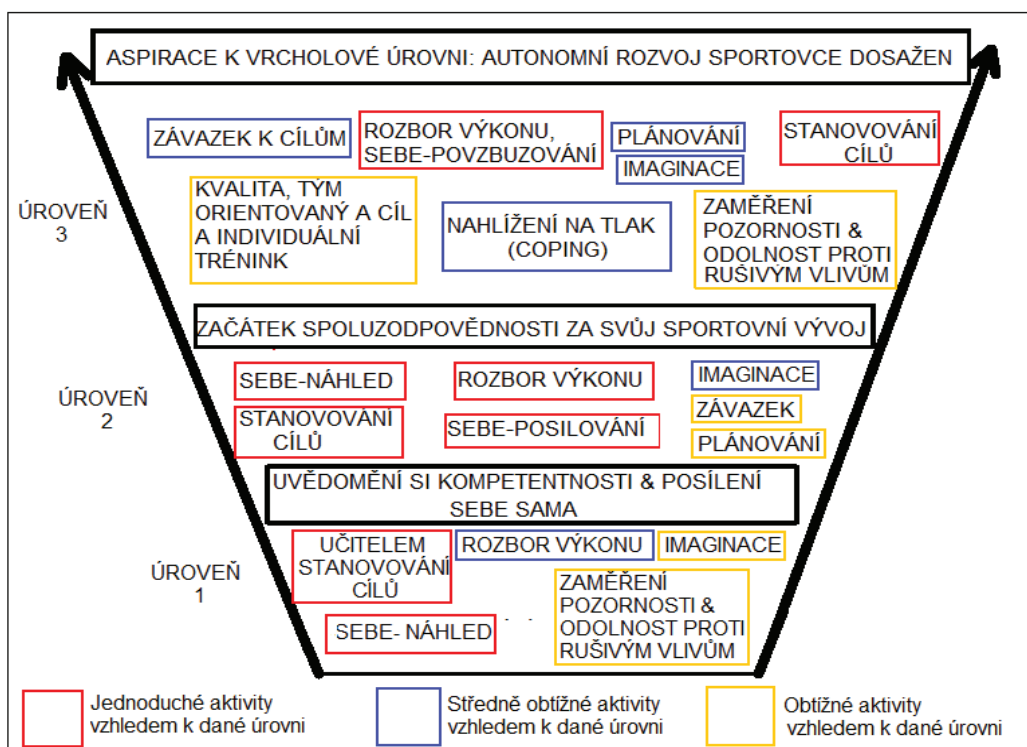 ASPIRACE K VRCHOLOVÉ ÚROVNI: AUTONOMNÍ ROZVOJ SPORTOVCE DOSAŽEN
ZÁVAZEK K CÍLŮM
ROZBOR VÝKONU,
SEBE-POVZBUZOVÁNÍ
PLÁNOVÁNÍ
IMAGINACE
STANOVOVÁNÍ
CÍLŮ
ÚROVEŇ
3
KVALITA, TÝM
ORIENTOVANÝ A CÍL
A INDIVIDUÁLNÍ
TRÉNINK
NAHLÍŽENÍ NA TLAK
(COPING)
ZAMĚŘENÍ
POZORNOSTI &
ODOLNOST PROTI
RUŠIVÝM VLIVŮM
ZAČÁTEK SPOLUZODPOVĚDNOSTI ZA SVŮJ SPORTOVNÍ VÝVOJ
ÚROVEŇ
2
SEBE-NÁHLED
ROZBOR VÝKONU
IMAGINACE
STANOVOVÁNÍ
CÍLŮ
SEBE-POSILOVÁNÍ
ZÁVAZEK
PLÁNOVÁNÍ
UVĚDOMĚNÍ SI KOMPETENTNOSTI & POSÍLENÍ
SEBE SAMA
ÚROVEŇ
1
UČITELEM
STANOVOVÁNÍ
CÍLŮ
ROZBOR VÝKONU
IMAGINACE
SEBE- NÁHLED
ZAMĚŘENÍ
POZORNOSTI &
ODOLNOST PROTI
RUŠIVÝM VLIVŮM
Jednoduché aktivity
vzhledem k dané úrovni
Středně obtížné aktivity
vzhledem k dané úrovni
Obtížné aktivity
vzhledem k dané úrovni